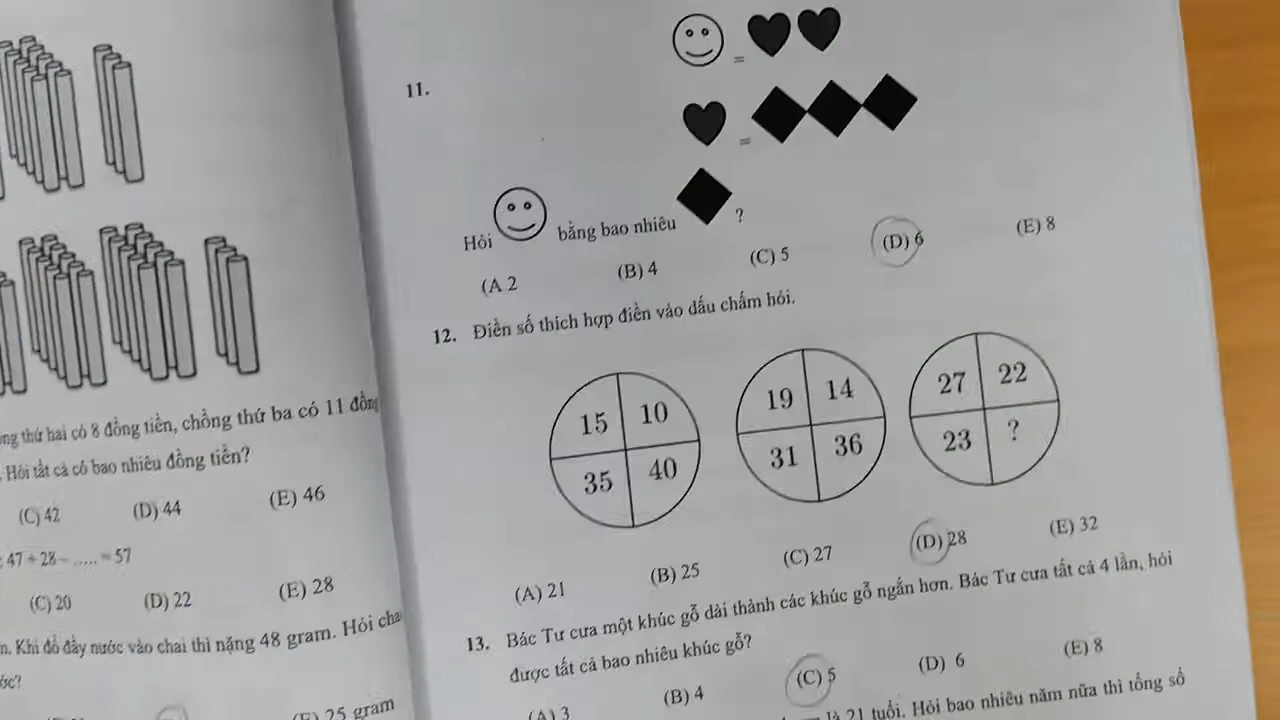 ng thứ hai có 8 đồng tiền, chồng thứ ba có 11 đồng
. Hỏi tất cả có bao nhiêu đồng tiền?
(C) 42 (D) 44 (E) 46
: 47 + 28 - ..... = 57
(C) 20 (D) 22 (E) 28
n. Khi đổ đầy nước vào chai thì nặng 48 gram. Hỏi cha
ớc?
(E) 25 gram
11.
= 
=
Hỏi bằng bao nhiêu ?
(A 2 (B) 4 (C) 5 (D) 6 (E) 8
12. Điền số thích hợp điền vào dấu chấm hỏi.
15 10 19 14 27 22
35 40 31 36 23 ?
(A) 21 (B) 25 (C) 27 (D) 28 (E) 32
13. Bác Tư cưa một khúc gỗ dài thành các khúc gỗ ngắn hơn. Bác Tư cưa tất cả 4 lần, hỏi
được tất cả bao nhiêu khúc gỗ?
(A) 3 (B) 4 (C) 5 (D) 6 (E) 8
là 21 tuổi. Hỏi bao nhiêu năm nữa thì tổng số